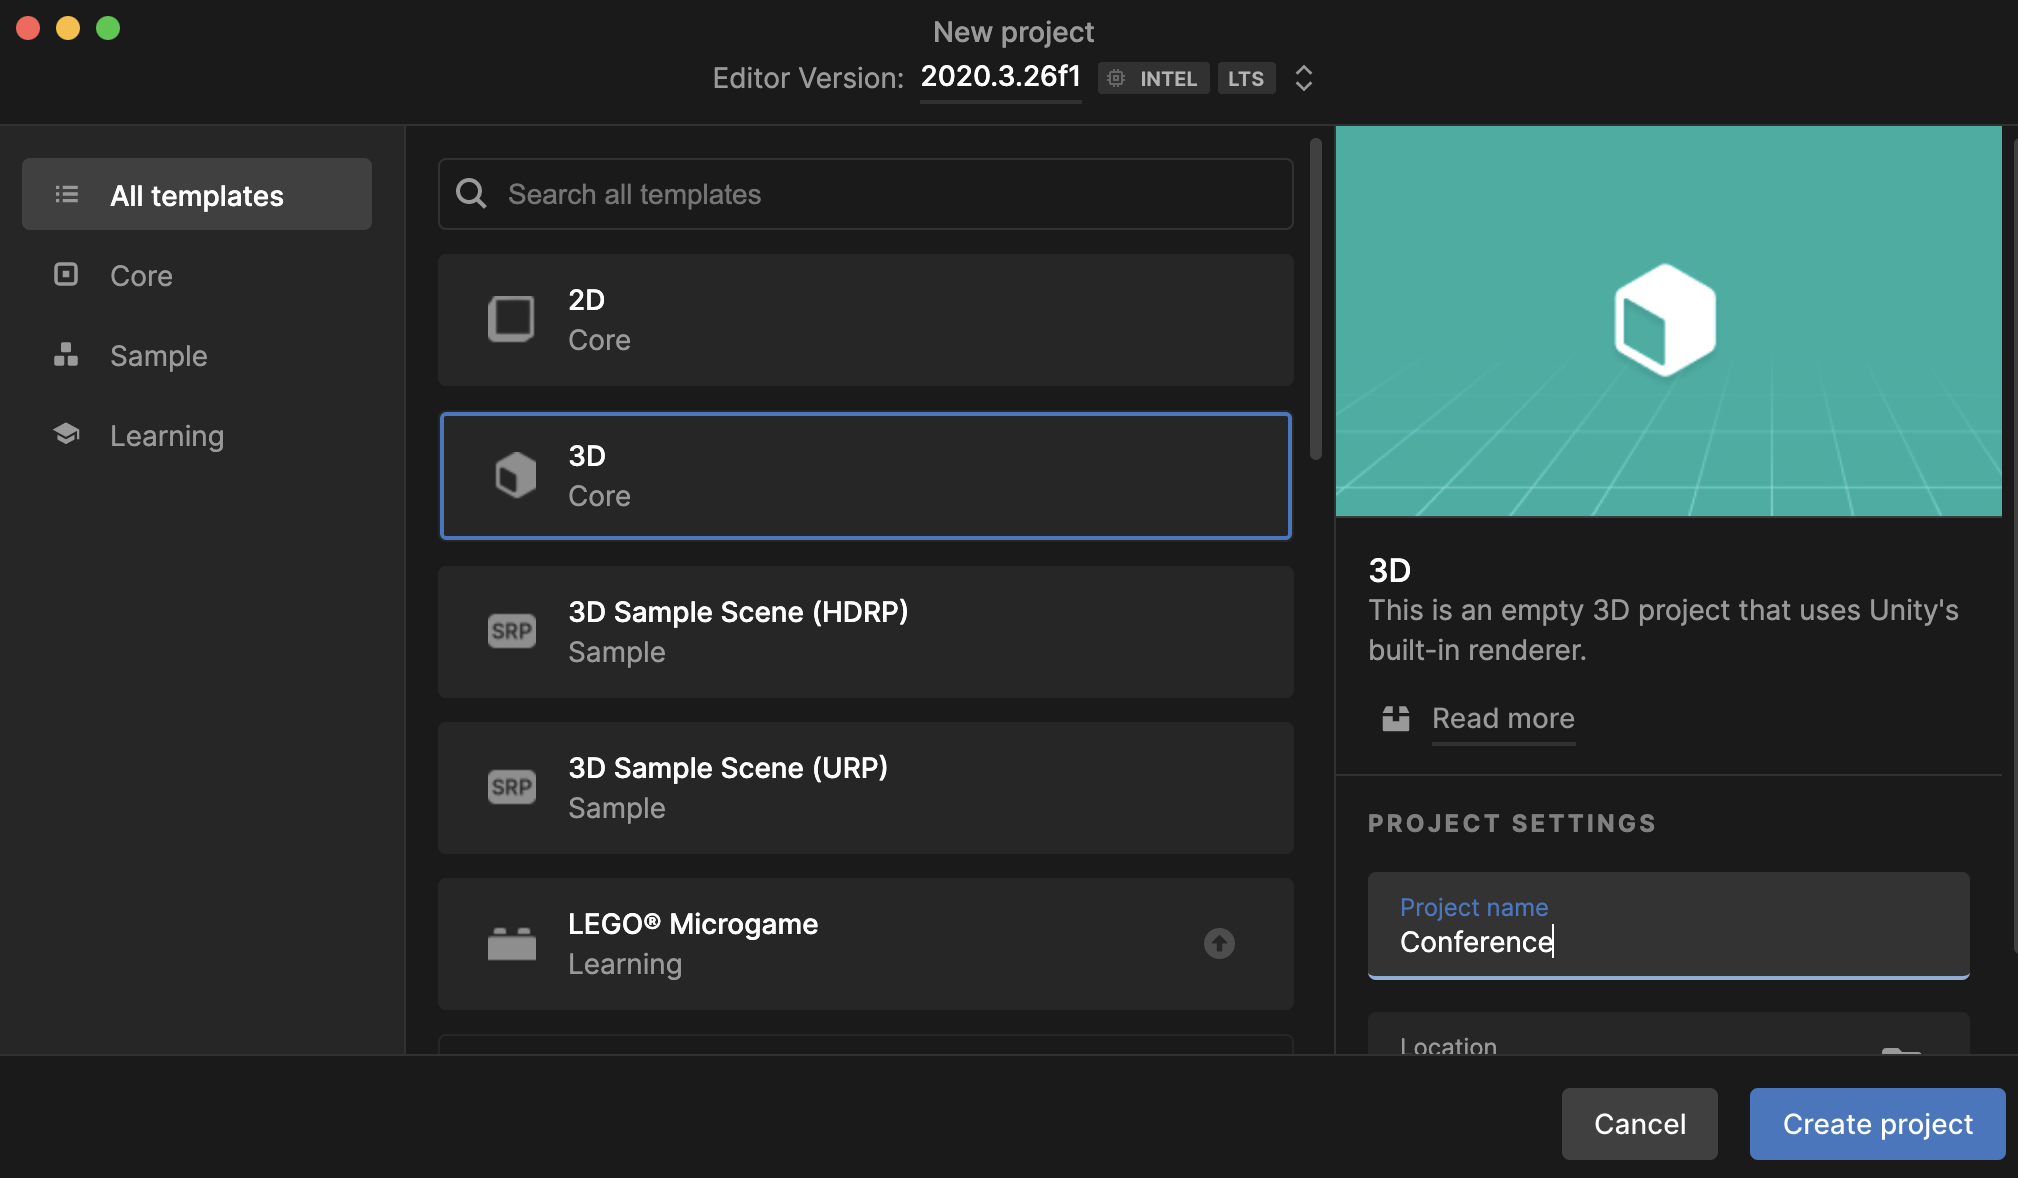 New project
Editor Version: 2020.3.26f1 INTEL LTS
All templates
Core
Sample
Learning
Search all templates
2D
Core
3D
Core
SRP
3D Sample Scene (HDRP)
Sample
SRP
3D Sample Scene (URP)
Sample
LEGO® Microgame
Learning
3D
This is an empty 3D project that uses Unity's
built-in renderer.
Read more
PROJECT SETTINGS
Project name
Conference
Location
Cancel
Create project